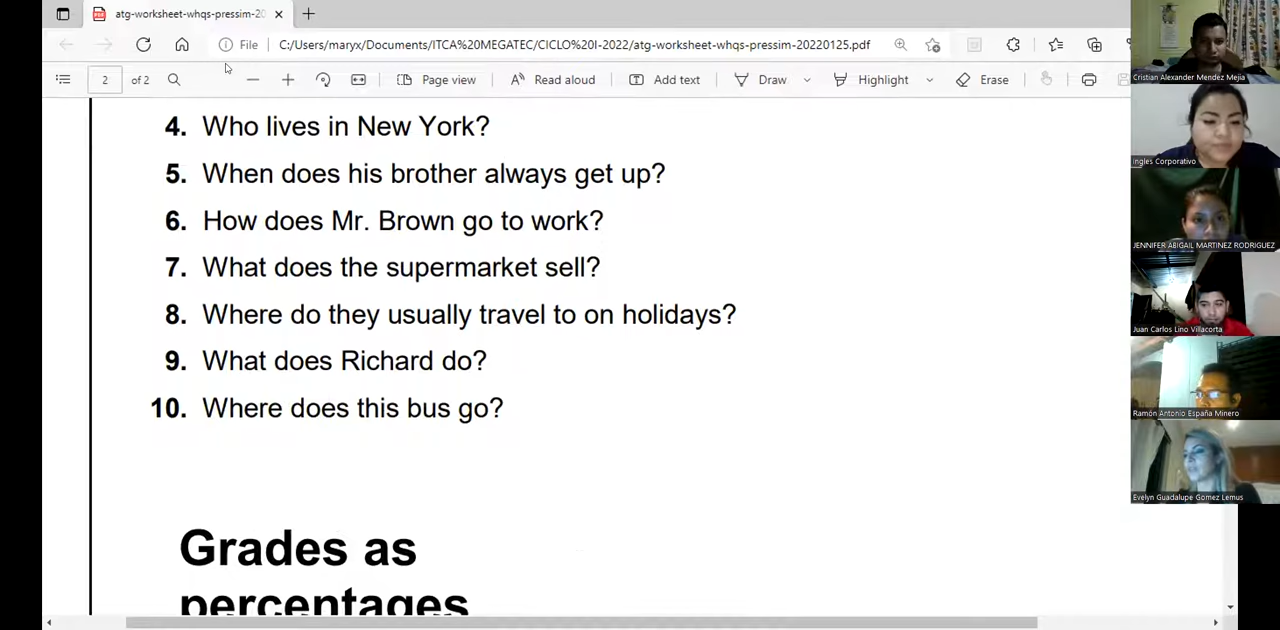 atg-worksheet-whqs-pressim-20
File C:/Users/maryx/Documents/ITCA%20MEGATEC/CICLO%20I-2022/atg-worksheet-whqs-pressim-20220125.pdf
2 of 2 Page view Read aloud Add text Draw Highlight Erase
4. Who lives in New York?
5. When does his brother always get up?
6. How does Mr. Brown go to work?
7. What does the supermarket sell?
8. Where do they usually travel to on holidays?
9. What does Richard do?
10. Where does this bus go?
Grades as
percentages
Cristian Alexander Mendez Mejia
Ingles Corporativo
JENNIFER ABIGAIL MARTINEZ RODRIGUEZ
Juan Carlos Lino Villacorta
Ramón Antonio España Minero
Evelyn Guadalupe Gomez Lemus